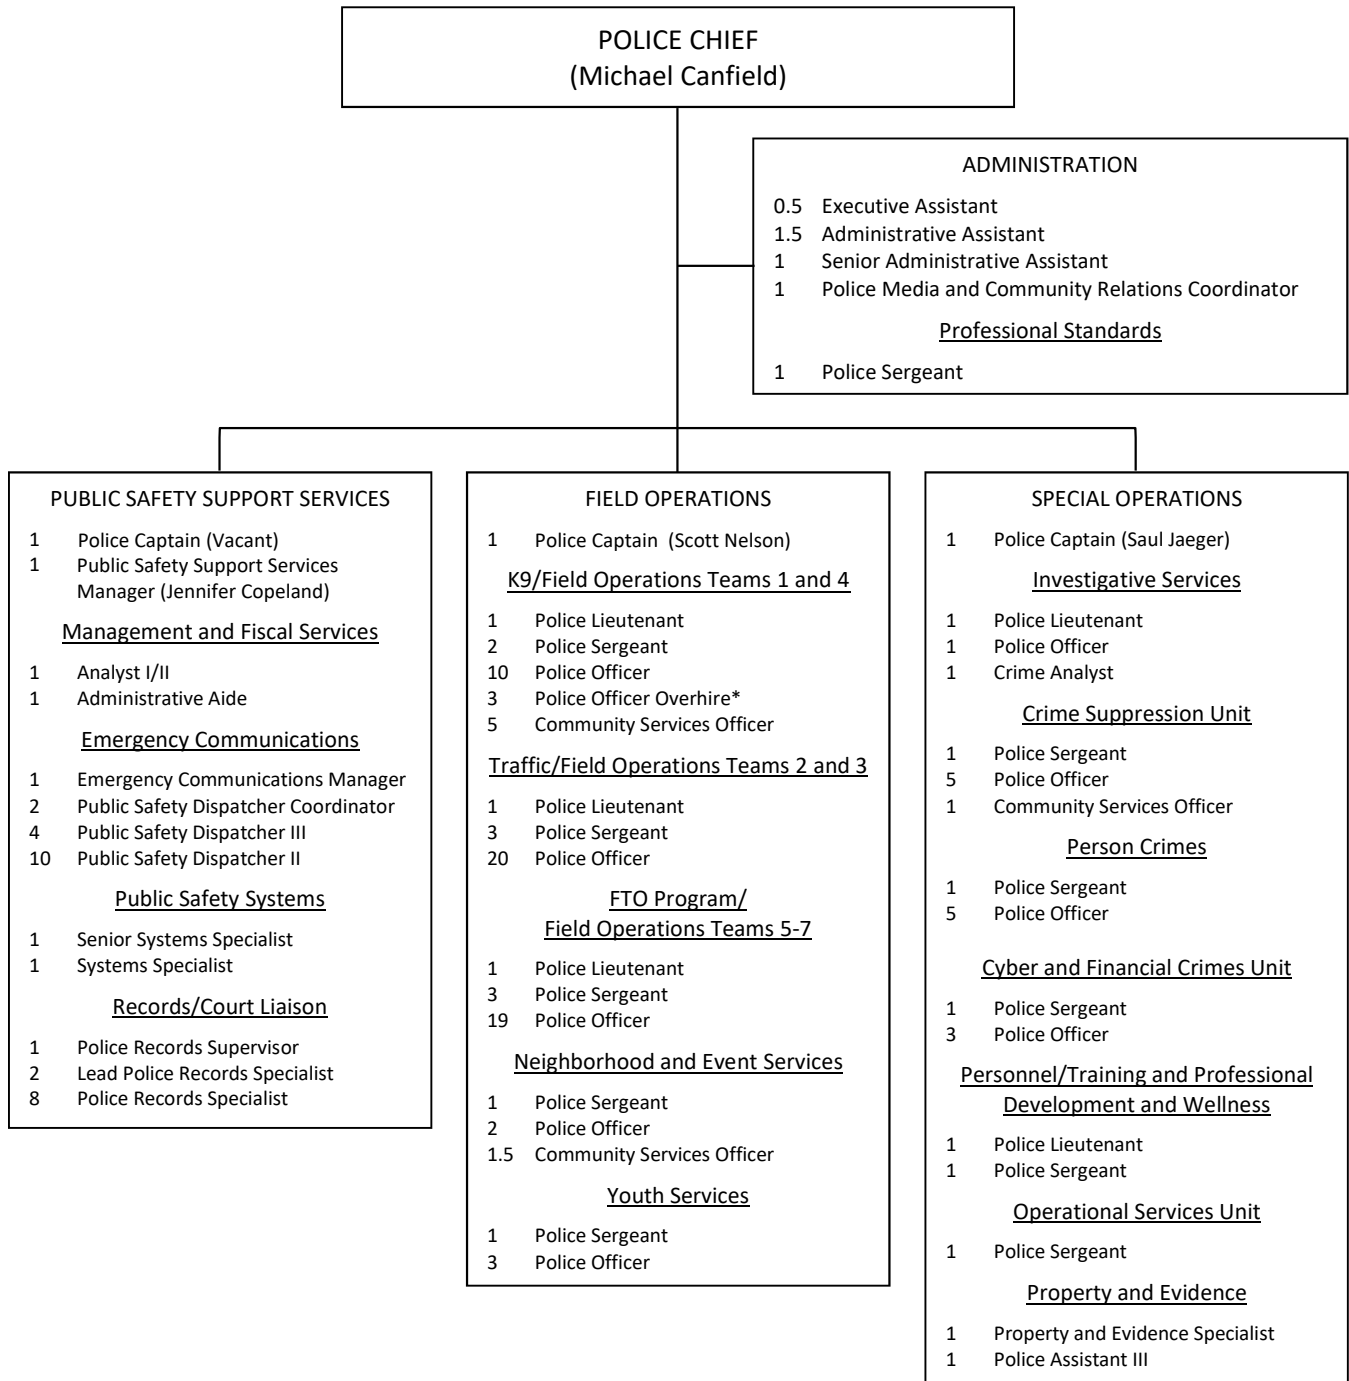 POLICE CHIEF
(Michael Canfield)
ADMINISTRATION
0.5 Executive Assistant
1.5 Administrative Assistant
1 Senior Administrative Assistant
1 Police Media and Community Relations Coordinator
Professional Standards
1 Police Sergeant
PUBLIC SAFETY SUPPORT SERVICES
1 Police Captain (Vacant)
1 Public Safety Support Services
Manager (Jennifer Copeland)
Management and Fiscal Services
1 Analyst I/II
1 Administrative Aide
Emergency Communications
1 Emergency Communications Manager
2 Public Safety Dispatcher Coordinator
4 Public Safety Dispatcher III
10 Public Safety Dispatcher II
Public Safety Systems
1 Senior Systems Specialist
1 Systems Specialist
Records/Court Liaison
1 Police Records Supervisor
2 Lead Police Records Specialist
8 Police Records Specialist
FIELD OPERATIONS
1 Police Captain (Scott Nelson)
K9/Field Operations Teams 1 and 4
1 Police Lieutenant
2 Police Sergeant
10 Police Officer
3 Police Officer Overhire*
5 Community Services Officer
Traffic/Field Operations Teams 2 and 3
1 Police Lieutenant
3 Police Sergeant
20 Police Officer
FTO Program/
Field Operations Teams 5-7
1 Police Lieutenant
3 Police Sergeant
19 Police Officer
Neighborhood and Event Services
1 Police Sergeant
2 Police Officer
1.5 Community Services Officer
Youth Services
1 Police Sergeant
3 Police Officer
SPECIAL OPERATIONS
1 Police Captain (Saul Jaeger)
Investigative Services
1 Police Lieutenant
1 Police Officer
1 Crime Analyst
Crime Suppression Unit
1 Police Sergeant
5 Police Officer
1 Community Services Officer
Person Crimes
1 Police Sergeant
5 Police Officer
Cyber and Financial Crimes Unit
1 Police Sergeant
3 Police Officer
Personnel/Training and Professional
Development and Wellness
1 Police Lieutenant
1 Police Sergeant
Operational Services Unit
1 Police Sergeant
Property and Evidence
1 Property and Evidence Specialist
1 Police Assistant III